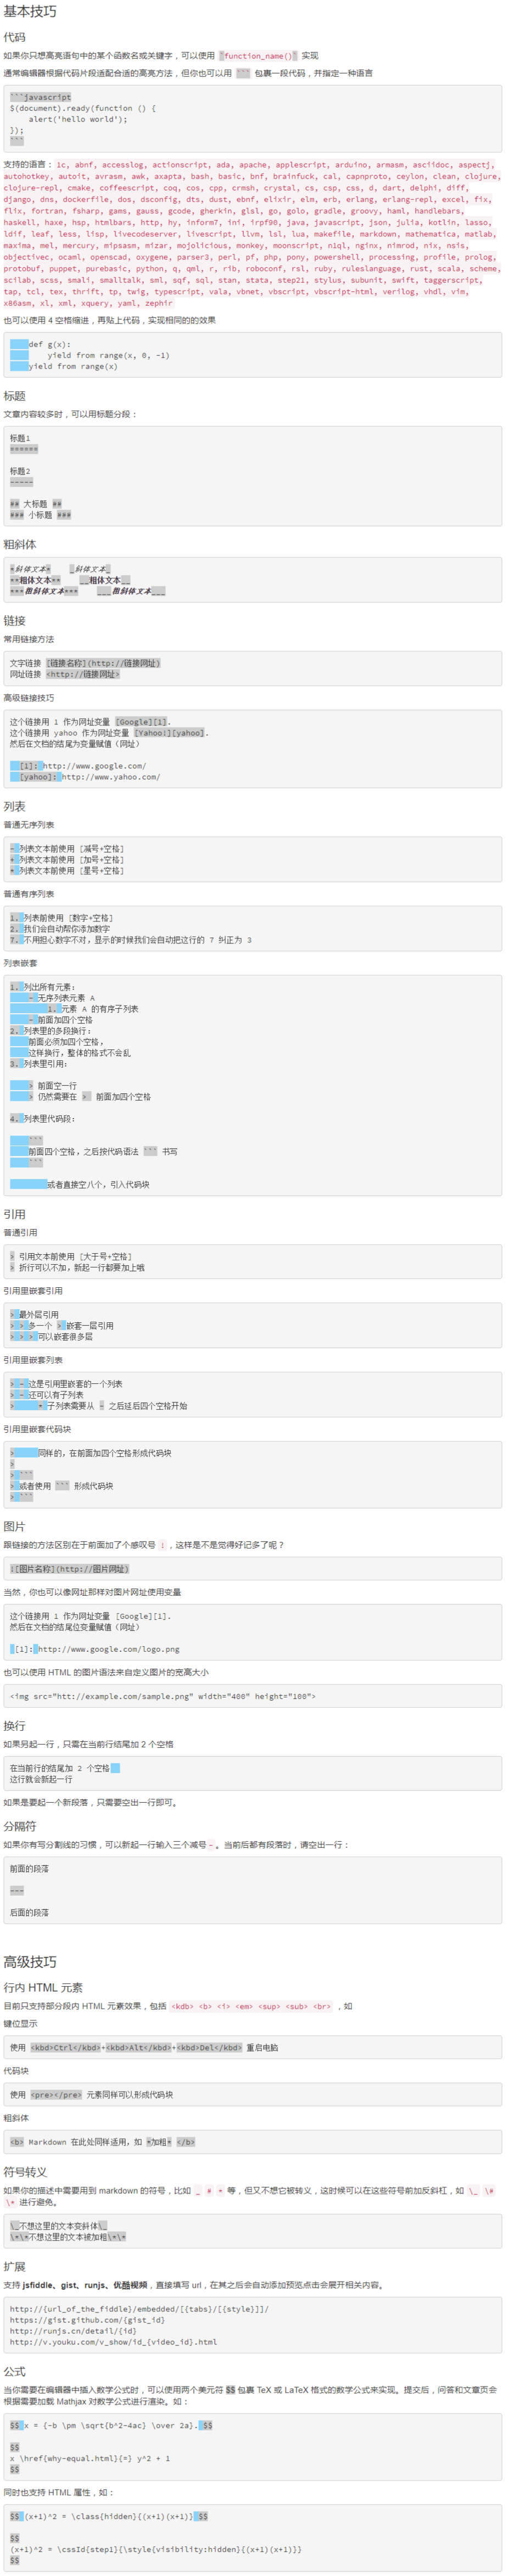 基本技巧
代码
如果你只想高亮语句中的某个函数名或关键字，可以使用 `function_name()` 实现
通常编辑器根据代码片段适配合适的高亮方法，但你也可以用 ``` 包裹一段代码，并指定一种语言
```javascript
$(document).ready(function () {
    alert('hello world');
});
```
支持的语言：1c, abnf, accesslog, actionscript, ada, apache, applescript, arduino, armasm, asciidoc, aspectj,
autohotkey, autoit, avrasm, awk, axapta, bash, basic, bnf, brainfuck, cal, capnproto, ceylon, clean, clojure,
clojure-repl, cmake, coffeescript, coq, cos, cpp, crmsh, crystal, cs, csp, css, d, dart, delphi, diff,
django, dns, dockerfile, dos, dsconfig, dts, dust, ebnf, elixir, elm, erb, erlang, erlang-repl, excel, fix,
flix, fortran, fsharp, gams, gauss, gcode, gherkin, glsl, go, golo, gradle, groovy, haml, handlebars,
haskell, haxe, hsp, htmlbars, http, hy, inform7, ini, irpf90, java, javascript, json, julia, kotlin, lasso,
ldif, leaf, less, lisp, livecodeserver, livescript, llvm, lsl, lua, makefile, markdown, mathematica, matlab,
maxima, mel, mercury, mipsasm, mizar, mojolicious, monkey, moonscript, n1ql, nginx, nimrod, nix, nsis,
objectivec, ocaml, openscad, oxygene, parser3, perl, pf, php, pony, powershell, processing, profile, prolog,
protobuf, puppet, purebasic, python, q, qml, r, rib, roboconf, rsl, ruby, ruleslanguage, rust, scala, scheme,
scilab, scss, smali, smalltalk, sml, sqf, sql, stan, stata, step21, stylus, subunit, swift, taggerscript,
tap, tcl, tex, thrift, tp, twig, typescript, vala, vbnet, vbscript, vbscript-html, verilog, vhdl, vim,
x86asm, xl, xml, xquery, yaml, zephir
也可以使用 4 空格缩进，再贴上代码，实现相同的的效果
    def g(x):
        yield from range(x, 0, -1)
    yield from range(x)
标题
文章内容较多时，可以用标题分段：
标题1
======
标题2
-----
## 大标题 ##
### 小标题 ###
粗斜体
*斜体文本*    _斜体文本_
**粗体文本**    __粗体文本__
***粗斜体文本***    ___粗斜体文本___
链接
常用链接方法
文字链接 [链接名称](http://链接网址)
网址链接 <http://链接网址>
高级链接技巧
这个链接用 1 作为网址变量 [Google][1].
这个链接用 yahoo 作为网址变量 [Yahoo!][yahoo].
然后在文档的结尾为变量赋值（网址）
  [1]: http://www.google.com/
  [yahoo]: http://www.yahoo.com/
列表
普通无序列表
- 列表文本前使用 [减号+空格]
+ 列表文本前使用 [加号+空格]
* 列表文本前使用 [星号+空格]
普通有序列表
1. 列表前使用 [数字+空格]
2. 我们会自动帮你添加数字
7. 不用担心数字不对，显示的时候我们会自动把这行的 7 纠正为 3
列表嵌套
1. 列出所有元素：
    - 无序列表元素 A
        1. 元素 A 的有序子列表
    - 前面加四个空格
2. 列表里的多段换行：
    前面必须加四个空格，
    这样换行，整体的格式不会乱
3. 列表里引用：
    > 前面空一行
    > 仍然需要在 >  前面加四个空格
4. 列表里代码段：
    ```
    前面四个空格，之后按代码语法 ``` 书写
    ```
        或者直接空八个，引入代码块
引用
普通引用
> 引用文本前使用 [大于号+空格]
> 折行可以不加，新起一行都要加上哦
引用里嵌套引用
> 最外层引用
> > 多一个 > 嵌套一层引用
> > > 可以嵌套很多层
引用里嵌套列表
> - 这是引用里嵌套的一个列表
> - 还可以有子列表
>     * 子列表需要从 - 之后延后四个空格开始
引用里嵌套代码块
>     同样的，在前面加四个空格形成代码块
>
> ```
> 或者使用 ``` 形成代码块
> ```
图片
跟链接的方法区别在于前面加了个感叹号 !，这样是不是觉得好记多了呢？
![图片名称](http://图片网址)
当然，你也可以像网址那样对图片网址使用变量
这个链接用 1 作为网址变量 [Google][1].
然后在文档的结尾位变量赋值（网址）
 [1]: http://www.google.com/logo.png
也可以使用 HTML 的图片语法来自定义图片的宽高大小
<img src="htt://example.com/sample.png" width="400" height="100">
换行
如果另起一行，只需在当前行结尾加 2 个空格
在当前行的结尾加 2 个空格
这行就会新起一行
如果是要起一个新段落，只需要空出一行即可。
分隔符
如果你有写分割线的习惯，可以新起一行输入三个减号 -。当前后都有段落时，请空出一行：
前面的段落
---
后面的段落
高级技巧
行内 HTML 元素
目前只支持部分段内 HTML 元素效果，包括 <kdb> <b> <i> <em> <sup> <sub> <br> ，如
键位显示
使用 <kbd>Ctrl</kbd>+<kbd>Alt</kbd>+<kbd>Del</kbd> 重启电脑
代码块
使用 <pre></pre> 元素同样可以形成代码块
粗斜体
<b> Markdown 在此处同样适用，如 *加粗* </b>
符号转义
如果你的描述中需要用到 markdown 的符号，比如 _ # * 等，但又不想它被转义，这时候可以在这些符号前加反斜杠，如 \_ \#
\* 进行避免。
\_不想这里的文本变斜体\_
\*\*不想这里的文本被加粗\*\*
扩展
支持 jsfiddle、gist、runjs、优酷视频，直接填写 url，在其之后会自动添加预览点击会展开相关内容。
http://{url_of_the_fiddle}/embedded/[{tabs}/[{style}]]/
https://gist.github.com/{gist_id}
http://runjs.cn/detail/{id}
http://v.youku.com/v_show/id_{video_id}.html
公式
当你需要在编辑器中插入数学公式时，可以使用两个美元符 $$ 包裹 TeX 或 LaTeX 格式的数学公式来实现。提交后，问答和文章页会
根据需要加载 Mathjax 对数学公式进行渲染。如：
$$ x = {-b \pm \sqrt{b^2-4ac} \over 2a}. $$
$$
x \href{why-equal.html}{=} y^2 + 1
$$
同时也支持 HTML 属性，如：
$$ (x+1)^2 = \class{hidden}{(x+1)(x+1)} $$
$$
(x+1)^2 = \cssId{step1}{\style{visibility:hidden}{(x+1)(x+1)}}
$$